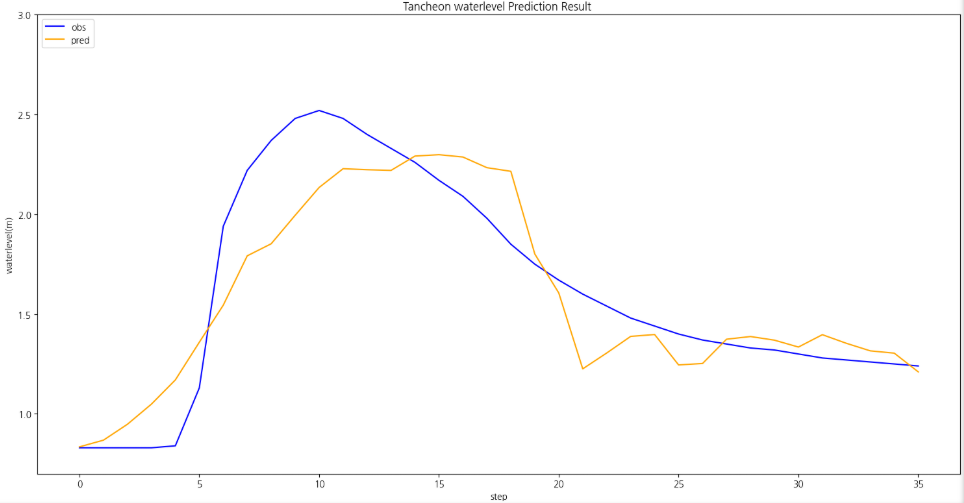 Tancheon waterlevel Prediction Result
obs
pred
waterlevel(m)
3.0
2.5
2.0
1.5
1.0
0 5 10 15 20 25 30 35
step